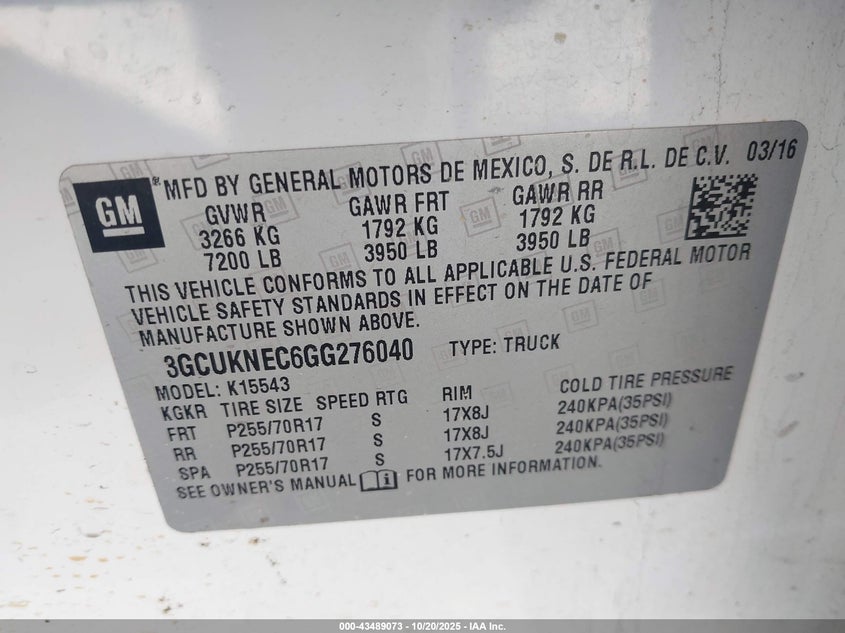 GM
® MFD BY GENERAL MOTORS DE MEXICO, S. DE R.L. DE C.V. 03/16
GVWR GAWR FRT GAWR RR
3266 KG 1792 KG 1792 KG
7200 LB 3950 LB 3950 LB
THIS VEHICLE CONFORMS TO ALL APPLICABLE U.S. FEDERAL MOTOR
VEHICLE SAFETY STANDARDS IN EFFECT ON THE DATE OF
MANUFACTURE SHOWN ABOVE.
3GCUKNEC6GG276040 TYPE: TRUCK
MODEL: K15543
KGKR TIRE SIZE SPEED RTG RIM COLD TIRE PRESSURE
FRT P255/70R17 S 17X8J 240KPA(35PSI)
RR P255/70R17 S 17X8J 240KPA(35PSI)
SPA P255/70R17 S 17X7.5J 240KPA(35PSI)
SEE OWNER'S MANUAL FOR MORE INFORMATION.
000-43489073 - 10/20/2025 - IAA Inc.